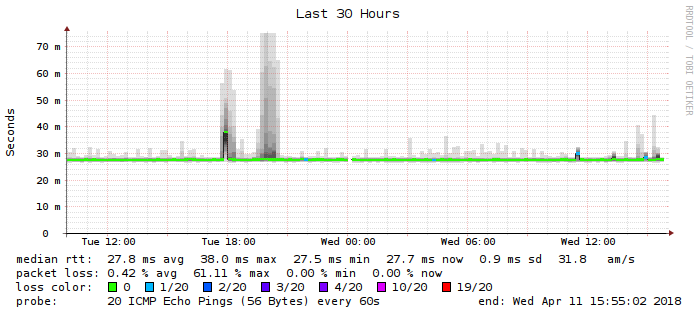 Last 30 Hours
RRDTOOL / TOBI OETIKER
Seconds
70 m
60 m
50 m
40 m
30 m
20 m
10 m
0
Tue 12:00 Tue 18:00 Wed 00:00 Wed 06:00 Wed 12:00
median rtt: 27.8 ms avg 38.0 ms max 27.5 ms min 27.7 ms now 0.9 ms sd 31.8 am/s
packet loss: 0.42 % avg 61.11 % max 0.00 % min 0.00 % now
loss color: 0 1/20 2/20 3/20 4/20 10/20 19/20
probe: 20 ICMP Echo Pings (56 Bytes) every 60s end: Wed Apr 11 15:55:02 2018